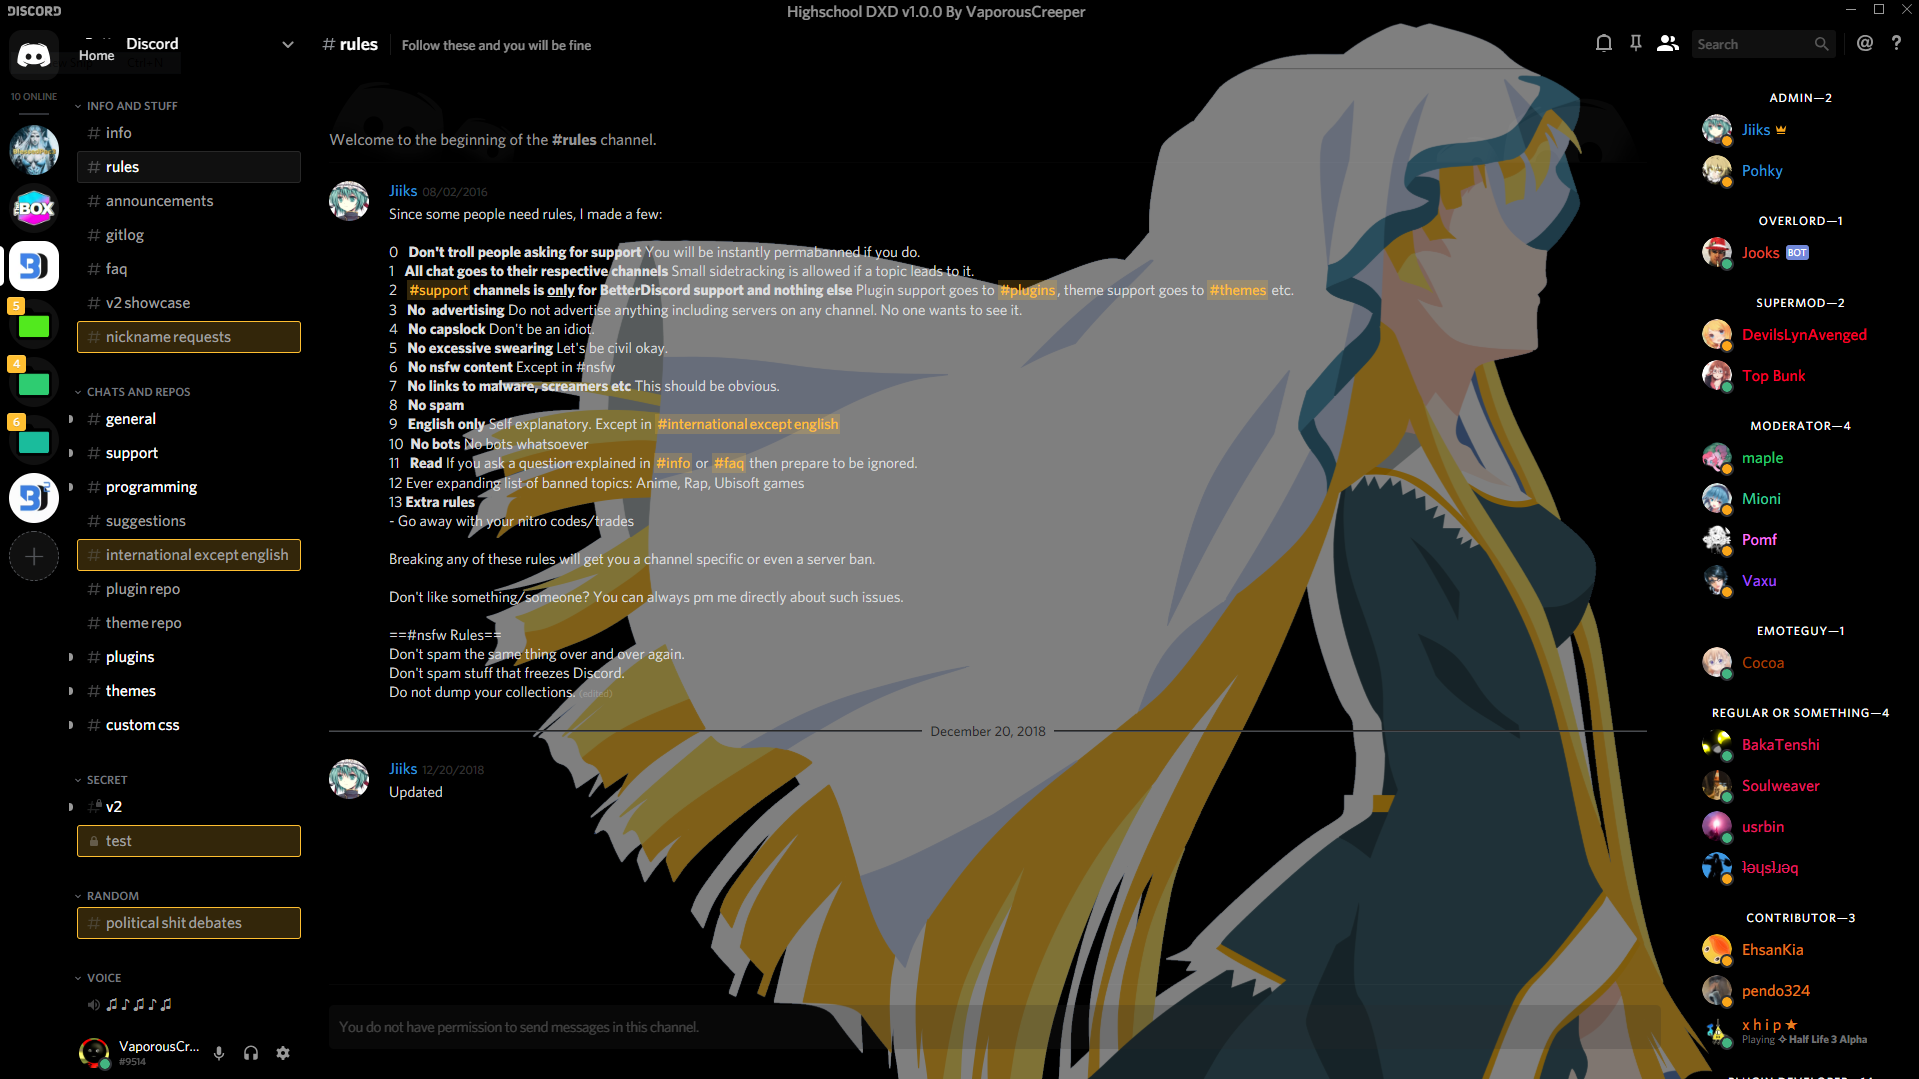 DISCORD
Highschool DXD v1.0.0 By VaporousCreeper
Discord
Home
# rules
Follow these and you will be fine
Search
10 ONLINE
BOX
5
4
6
INFO AND STUFF
# info
# rules
# announcements
# gitlog
# faq
# v2 showcase
# nickname requests
CHATS AND REPOS
# general
# support
# programming
# suggestions
# international except english
# plugin repo
# theme repo
# plugins
# themes
# custom css
SECRET
# v2
test
RANDOM
# political shit debates
VOICE
♫ ♪ ♫ ♪ ♫
VaporousCr...
#9514
Welcome to the beginning of the #rules channel.
Jiiks 08/02/2016
Since some people need rules, I made a few:
0 Don't troll people asking for support You will be instantly permabanned if you do.
1 All chat goes to their respective channels Small sidetracking is allowed if a topic leads to it.
2 #support channels is only for BetterDiscord support and nothing else Plugin support goes to #plugins, theme support goes to #themes etc.
3 No advertising Do not advertise anything including servers on any channel. No one wants to see it.
4 No capslock Don't be an idiot.
5 No excessive swearing Let's be civil okay.
6 No nsfw content Except in #nsfw
7 No links to malware, screamers etc This should be obvious.
8 No spam
9 English only Self explanatory. Except in #international except english
10 No bots No bots whatsoever
11 Read If you ask a question explained in #info or #faq then prepare to be ignored.
12 Ever expanding list of banned topics: Anime, Rap, Ubisoft games
13 Extra rules
- Go away with your nitro codes/trades
Breaking any of these rules will get you a channel specific or even a server ban.
Don't like something/someone? You can always pm me directly about such issues.
==#nsfw Rules==
Don't spam the same thing over and over again.
Don't spam stuff that freezes Discord.
Do not dump your collections. (edited)
December 20, 2018
Jiiks 12/20/2018
Updated
You do not have permission to send messages in this channel.
ADMIN—2
Jiiks
Pohky
OVERLORD—1
Jooks BOT
SUPERMOD—2
DevilsLynAvenged
Top Bunk
MODERATOR—4
maple
Mioni
Pomf
Vaxu
EMOTEGUY—1
Cocoa
REGULAR OR SOMETHING—4
BakaTenshi
Soulweaver
usrbin
CONTRIBUTOR—3
EhsanKia
pendo324
x h i p ★
Playing ✧ Half Life 3 Alpha